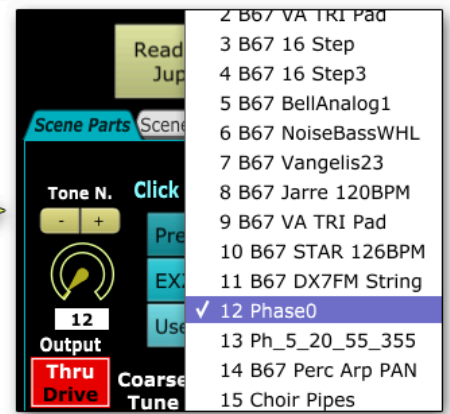 Read
Jup
Scene Parts Scene
Tone N. Click
- +
Pre
EX
Use
12
Output
Thru
Drive
Coarse
Tune
2 B67 VA TRI Pad
3 B67 16 Step
4 B67 16 Step3
5 B67 BellAnalog1
6 B67 NoiseBassWHL
7 B67 Vangelis23
8 B67 Jarre 120BPM
9 B67 VA TRI Pad
10 B67 STAR 126BPM
11 B67 DX7FM String
✓ 12 Phase0
13 Ph_5_20_55_355
14 B67 Perc Arp PAN
15 Choir Pipes